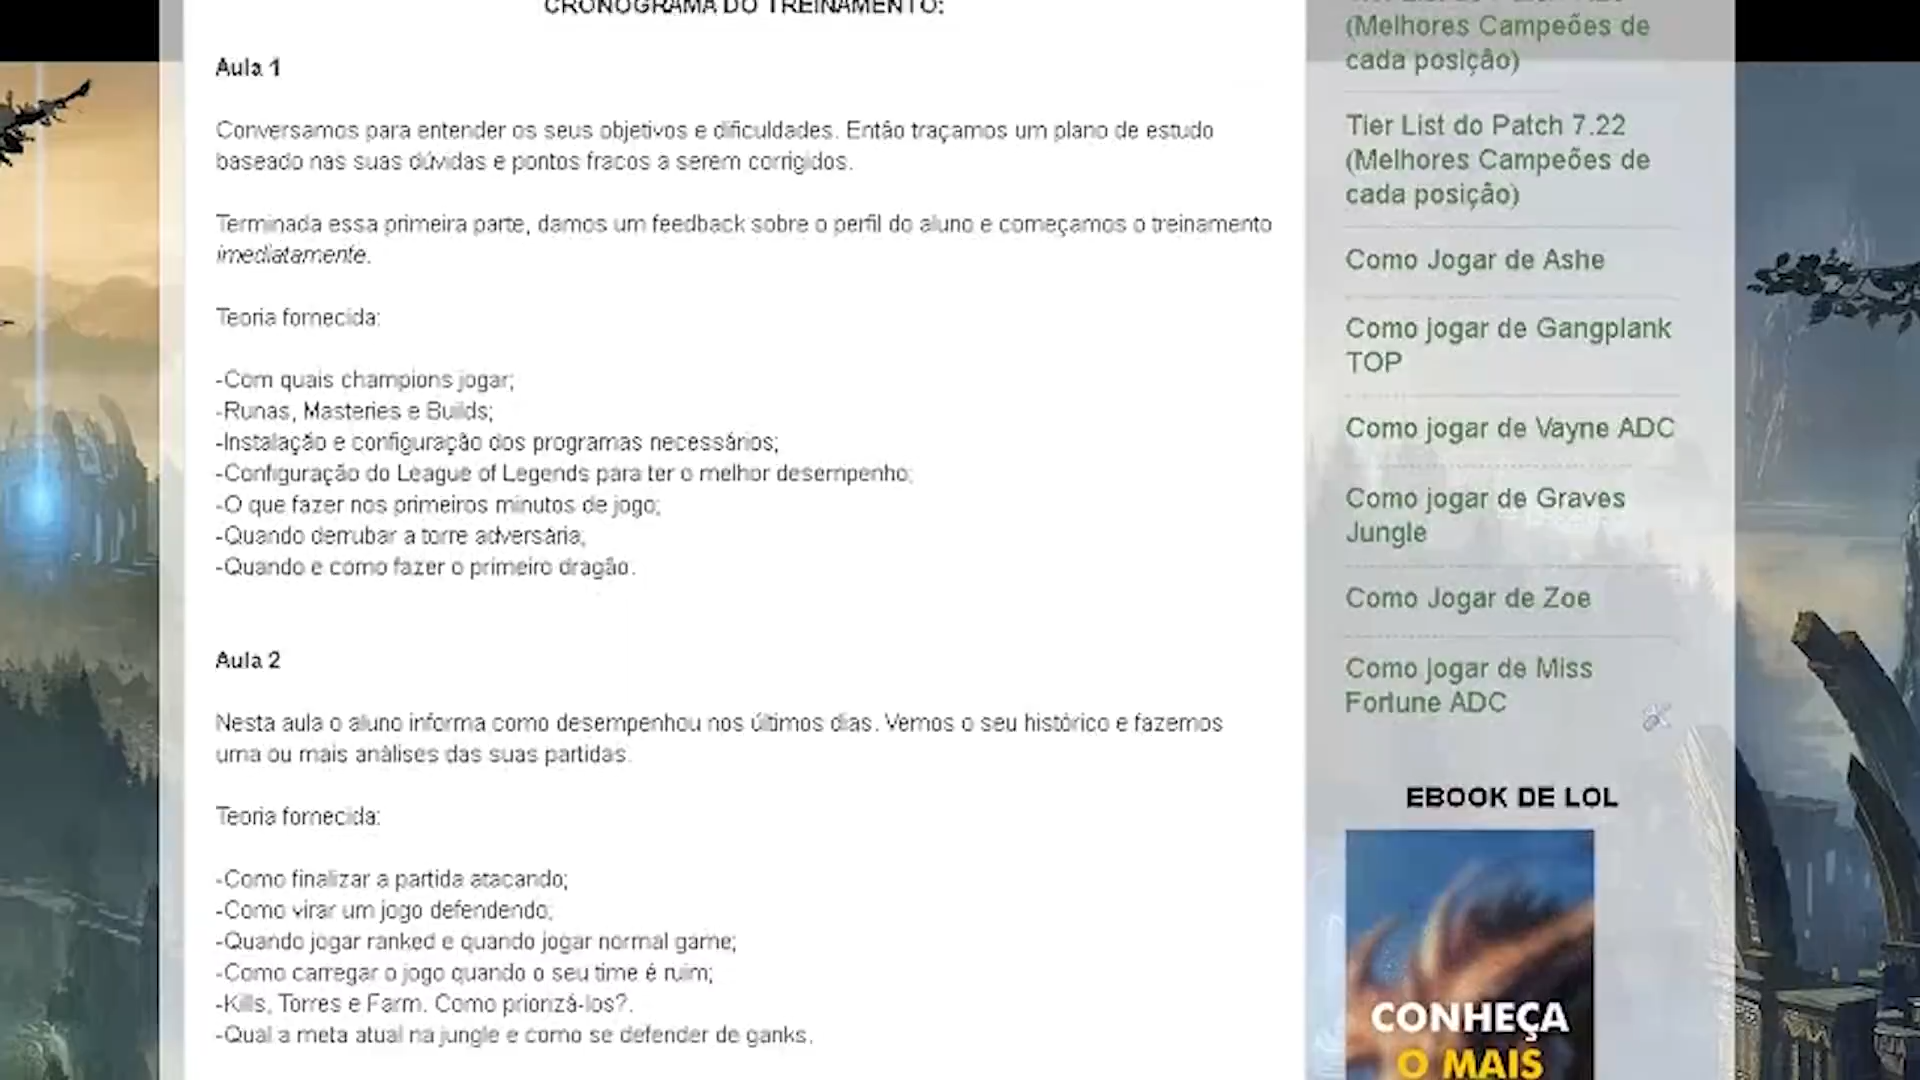 CRONOGRAMA DO TREINAMENTO:
Aula 1
Conversamos para entender os seus objetivos e dificuldades. Então traçamos um plano de estudo
baseado nas suas dúvidas e pontos fracos a serem corrigidos.
Terminada essa primeira parte, damos um feedback sobre o perfil do aluno e começamos o treinamento
imediatamente.
Teoria fornecida:
-Com quais champions jogar;
-Runas, Masteries e Builds;
-Instalação e configuração dos programas necessários;
-Configuração do League of Legends para ter o melhor desempenho;
-O que fazer nos primeiros minutos de jogo;
-Quando derrubar a torre adversária;
-Quando e como fazer o primeiro dragão.
Aula 2
Nesta aula o aluno informa como desempenhou nos últimos dias. Vemos o seu histórico e fazemos
uma ou mais análises das suas partidas.
Teoria fornecida:
-Como finalizar a partida atacando;
-Como virar um jogo defendendo;
-Quando jogar ranked e quando jogar normal game;
-Como carregar o jogo quando o seu time é ruim;
-Kills, Torres e Farm. Como prionzá-los?.
-Qual a meta atual na jungle e como se defender de ganks.
(Melhores Campeões de
cada posição)
Tier List do Patch 7.22
(Melhores Campeões de
cada posição)
Como Jogar de Ashe
Como jogar de Gangplank
TOP
Como jogar de Vayne ADC
Como jogar de Graves
Jungle
Como Jogar de Zoe
Como jogar de Miss
Fortune ADC
EBOOK DE LOL
CONHEÇA
O MAIS